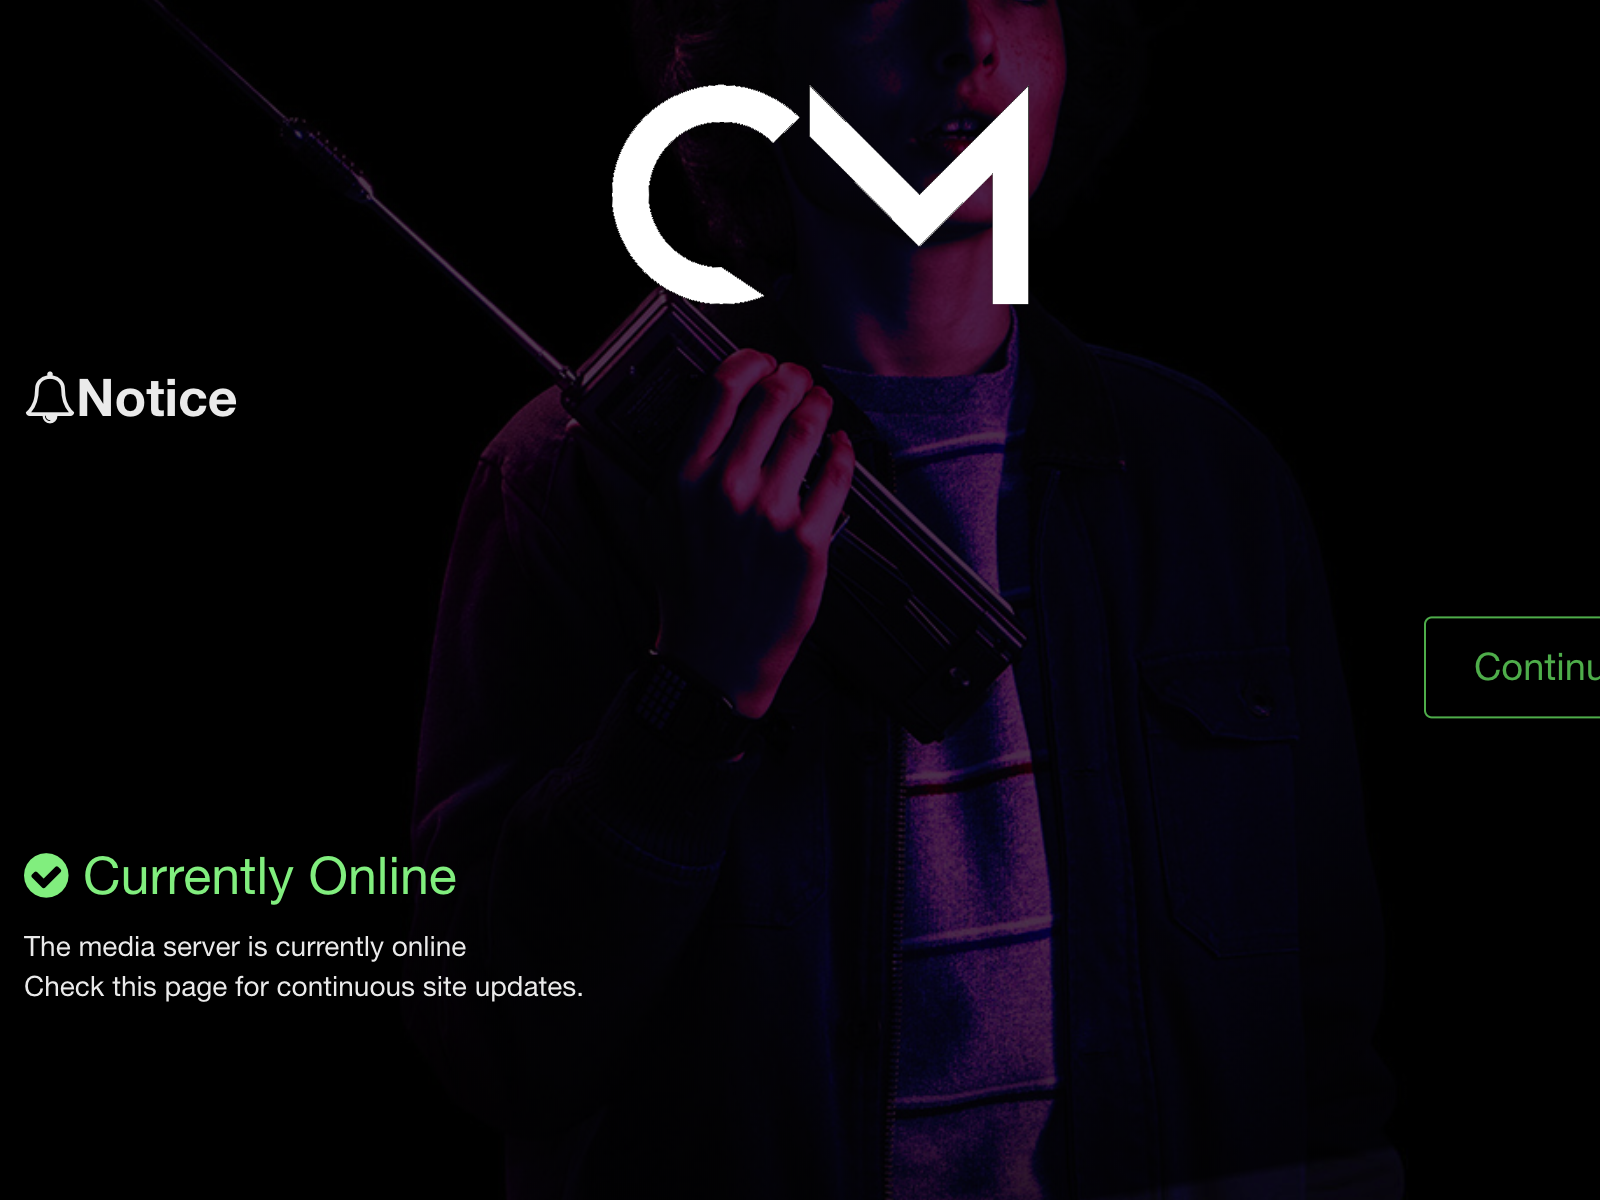 CM
Notice
Continu
Currently Online
The media server is currently online
Check this page for continuous site updates.